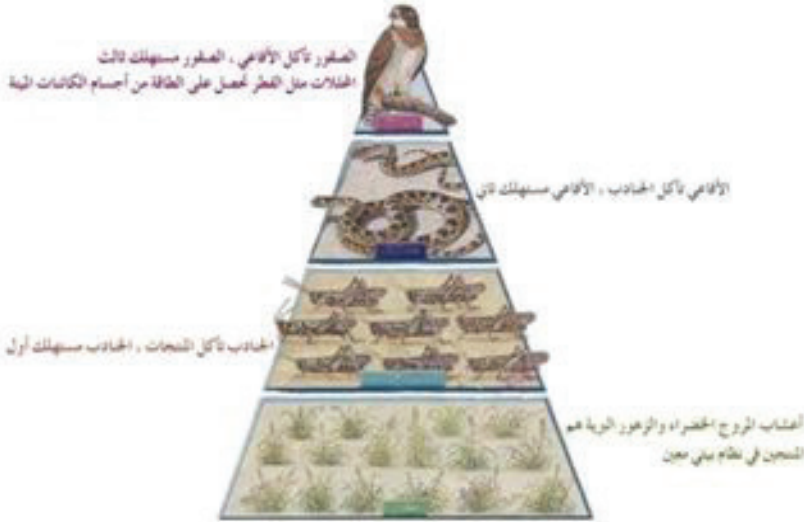 الصقور تأكل الأفاعي ، الصقور مستهلك ثالث
المحللات مثل الفطر تحصل على الطاقة من أجسام الكائنات الميتة
الأفاعي تأكل الجنادب ، الأفاعي مستهلك ثان
الجنادب تأكل المنتجات ، الجنادب مستهلك أول
أعشاب المروج الخضراء والزهور البرية هم
المنتجين في نظام بيئي معين